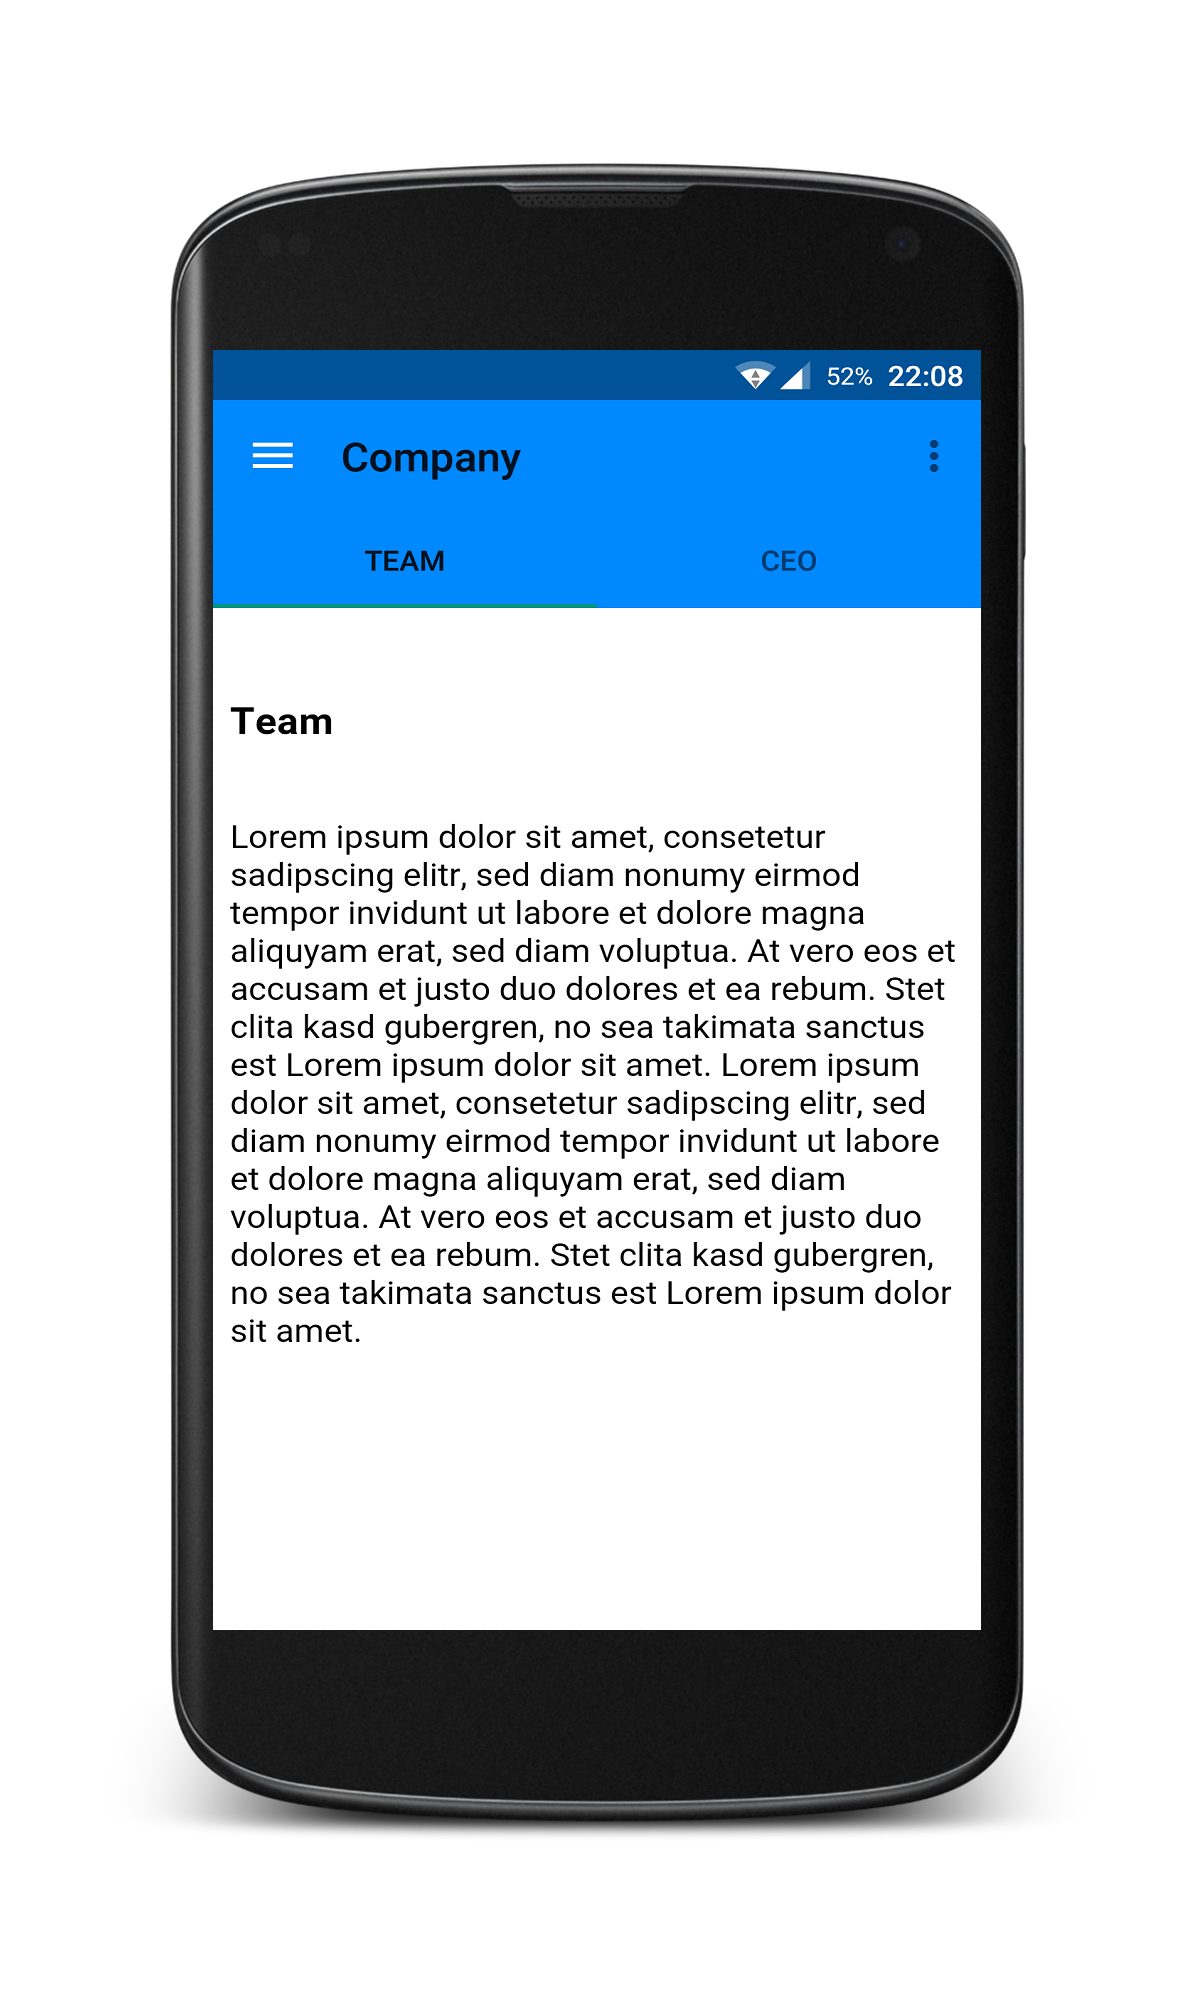 52% 22:08
Company
TEAM CEO
Team
Lorem ipsum dolor sit amet, consetetur
sadipscing elitr, sed diam nonumy eirmod
tempor invidunt ut labore et dolore magna
aliquyam erat, sed diam voluptua. At vero eos et
accusam et justo duo dolores et ea rebum. Stet
clita kasd gubergren, no sea takimata sanctus
est Lorem ipsum dolor sit amet. Lorem ipsum
dolor sit amet, consetetur sadipscing elitr, sed
diam nonumy eirmod tempor invidunt ut labore
et dolore magna aliquyam erat, sed diam
voluptua. At vero eos et accusam et justo duo
dolores et ea rebum. Stet clita kasd gubergren,
no sea takimata sanctus est Lorem ipsum dolor
sit amet.